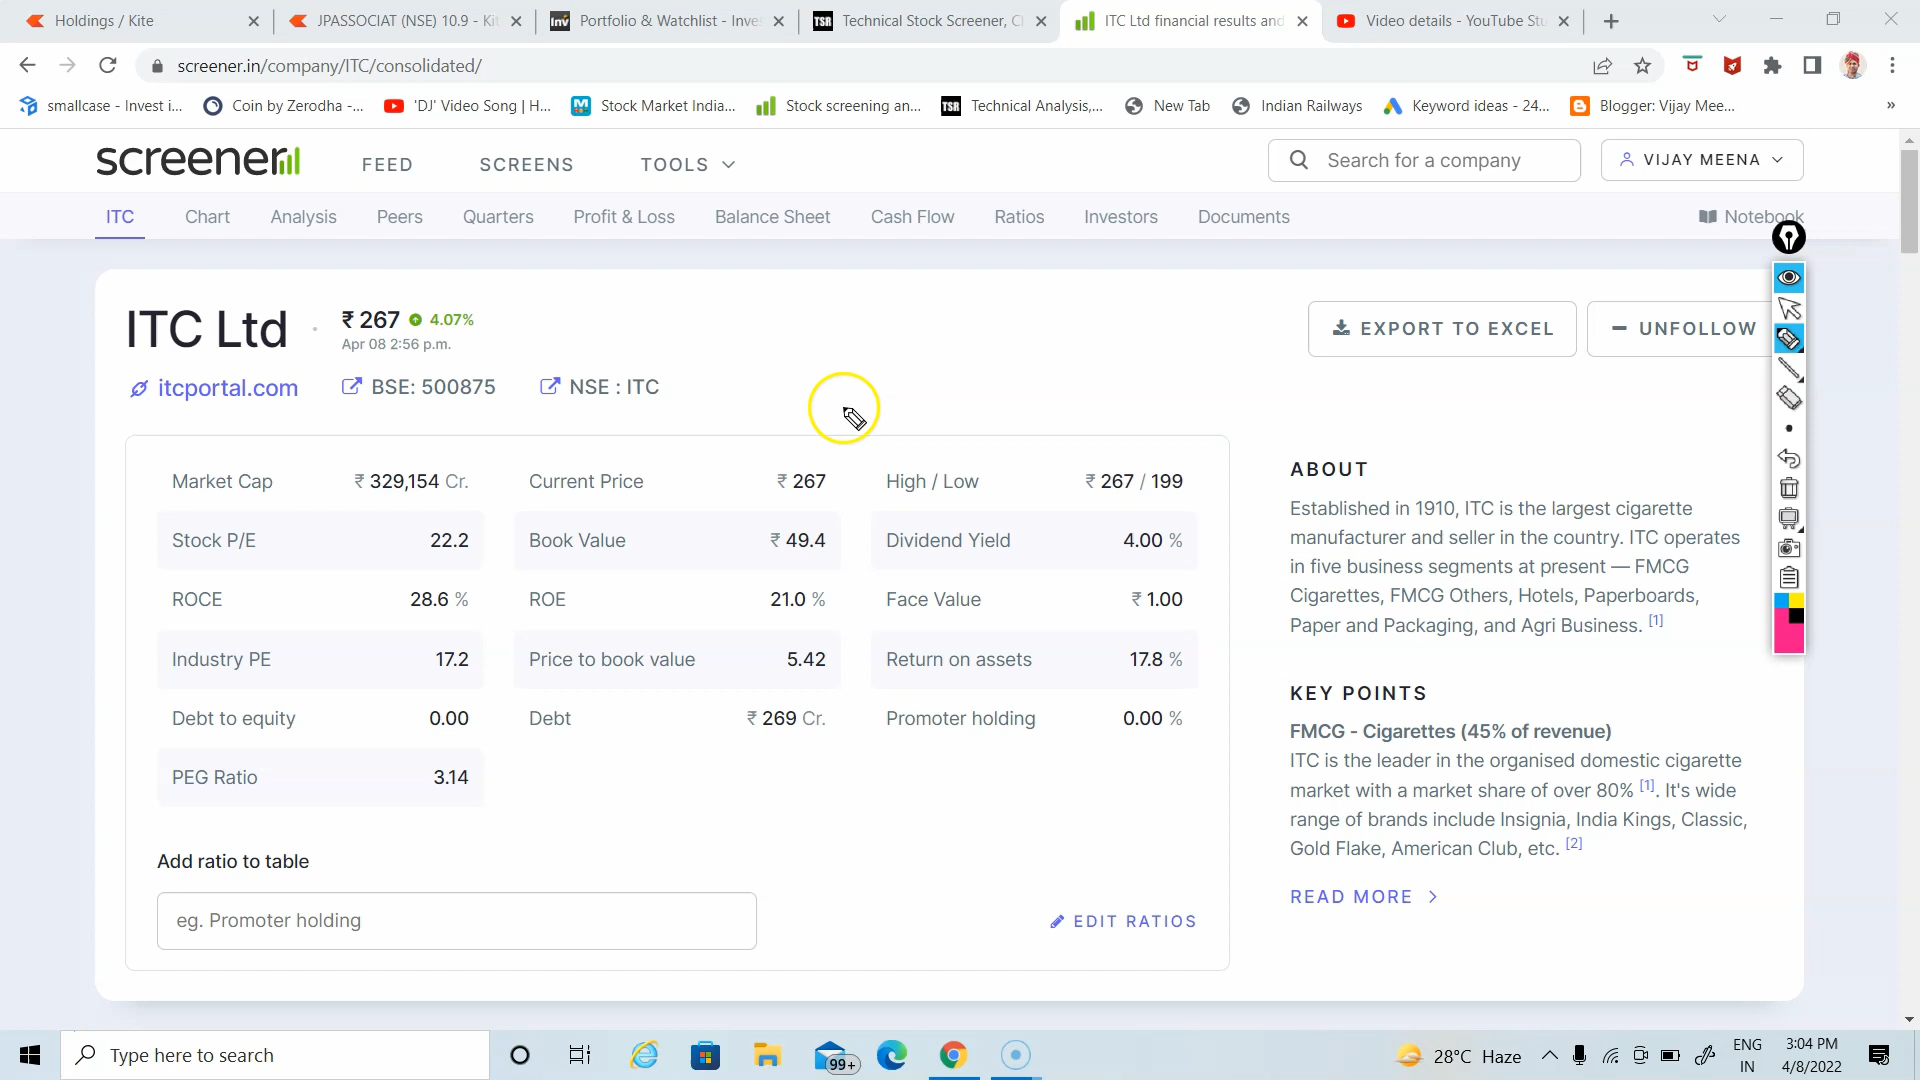 Holdings / Kite
JPASSOCIAT (NSE) 10.9 - Kit
Inv
Portfolio & Watchlist - Inve
TSR
Technical Stock Screener, C
ITC Ltd financial results and
Video details - YouTube Stu
screener.in/company/ITC/consolidated/
smallcase - Invest i...
Coin by Zerodha -...
'DJ' Video Song | H...
M
Stock Market India...
Stock screening an...
TSR
Technical Analysis,...
New Tab
Indian Railways
Keyword ideas - 24...
Blogger: Vijay Mee...
»
screener
FEED
SCREENS
TOOLS
Search for a company
VIJAY MEENA
ITC
Chart
Analysis
Peers
Quarters
Profit & Loss
Balance Sheet
Cash Flow
Ratios
Investors
Documents
Notebook
ITC Ltd
₹ 267 4.07%
Apr 08 2:56 p.m.
EXPORT TO EXCEL
UNFOLLOW
itcportal.com
BSE: 500875
NSE : ITC
Market Cap ₹ 329,154 Cr.
Current Price ₹ 267
High / Low ₹ 267 / 199
Stock P/E 22.2
Book Value ₹ 49.4
Dividend Yield 4.00 %
ROCE 28.6 %
ROE 21.0 %
Face Value ₹ 1.00
Industry PE 17.2
Price to book value 5.42
Return on assets 17.8 %
Debt to equity 0.00
Debt ₹ 269 Cr.
Promoter holding 0.00 %
PEG Ratio 3.14
Add ratio to table
eg. Promoter holding
EDIT RATIOS
ABOUT
Established in 1910, ITC is the largest cigarette
manufacturer and seller in the country. ITC operates
in five business segments at present — FMCG
Cigarettes, FMCG Others, Hotels, Paperboards,
Paper and Packaging, and Agri Business. [1]
KEY POINTS
FMCG - Cigarettes (45% of revenue)
ITC is the leader in the organised domestic cigarette
market with a market share of over 80% [1]. It's wide
range of brands include Insignia, India Kings, Classic,
Gold Flake, American Club, etc. [2]
READ MORE
Type here to search
99+
28°C Haze
ENG
IN
3:04 PM
4/8/2022